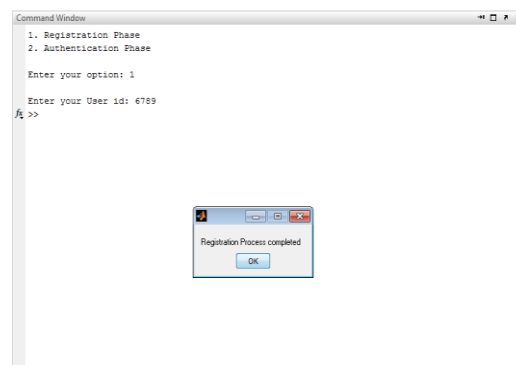 Command Window
1. Registration Phase
2. Authentication Phase
Enter your option: 1
Enter your User id: 6789
fx >>
Registration Process completed
OK